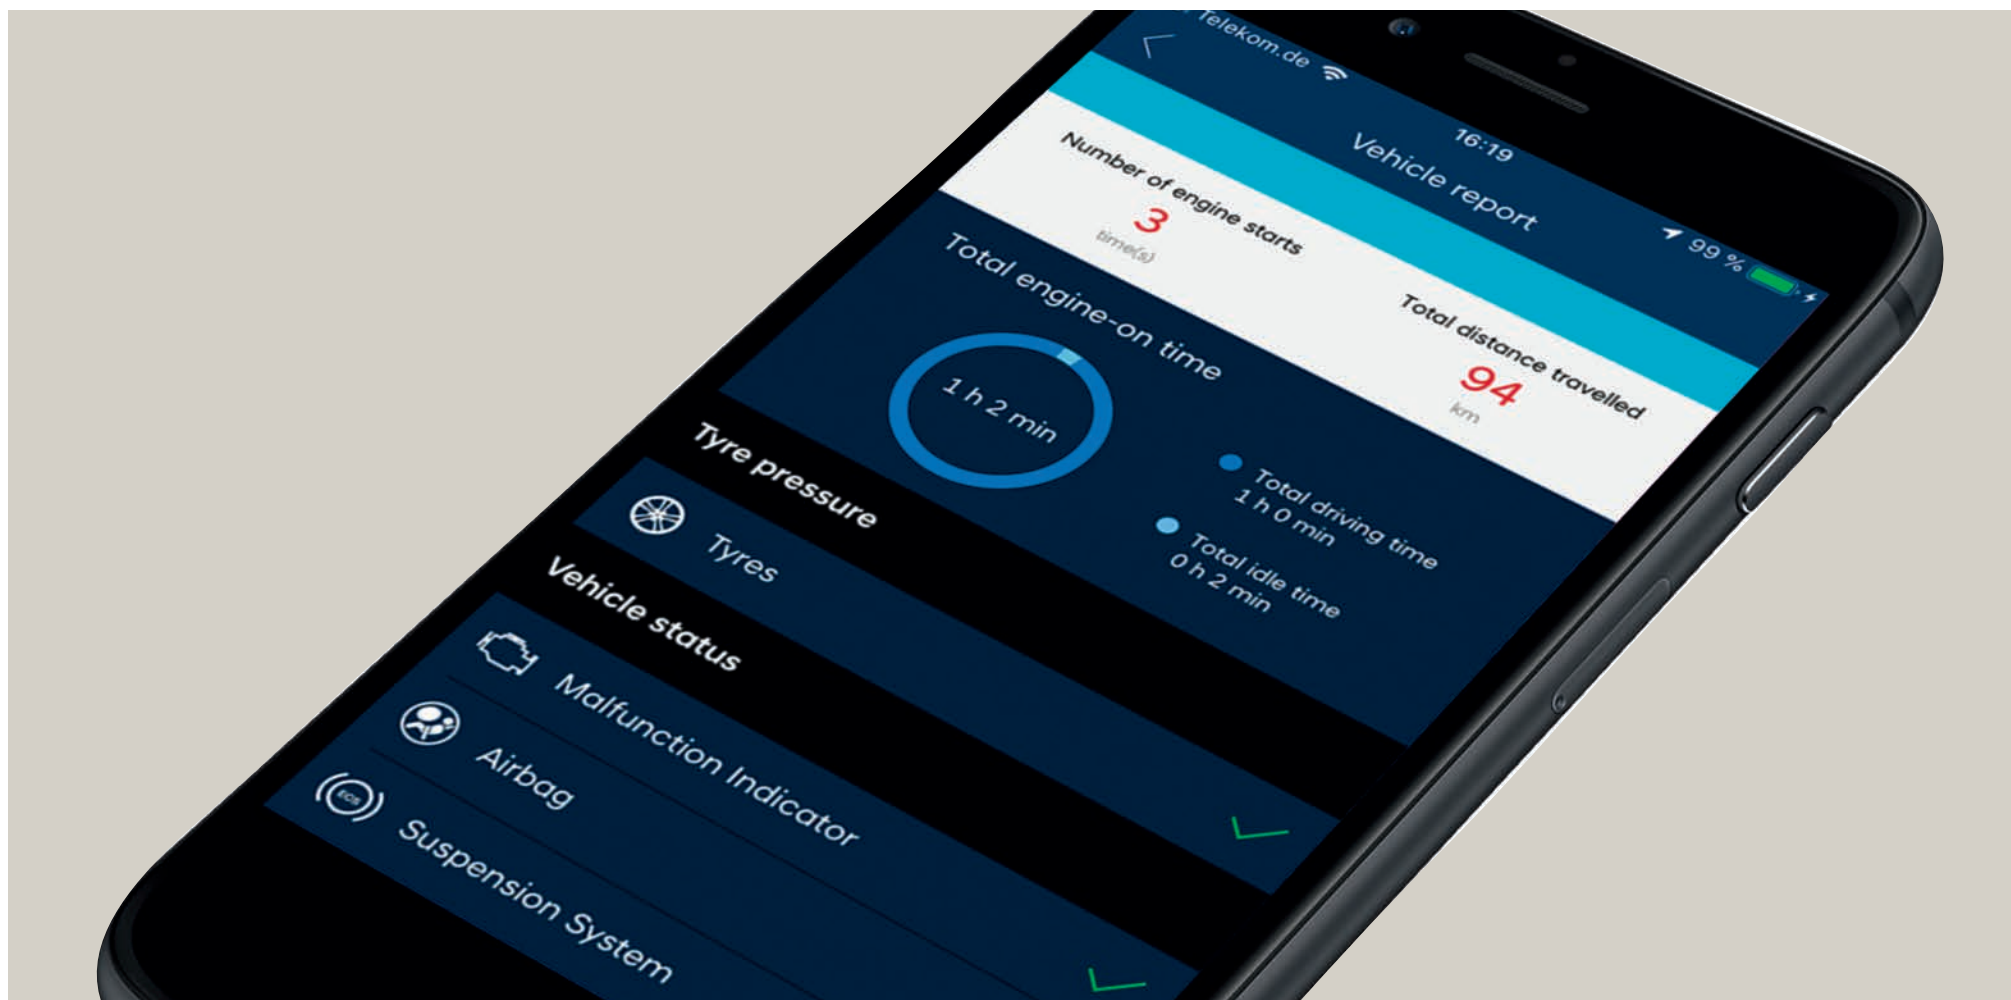 Telekom.de
16:19
99 %
Vehicle report
Number of engine starts
3
time(s)
Total distance travelled
94
km
Total engine-on time
1 h 2 min
Total driving time
1 h 0 min
Total idle time
0 h 2 min
Tyre pressure
Tyres
Vehicle status
Malfunction Indicator
Airbag
Suspension System